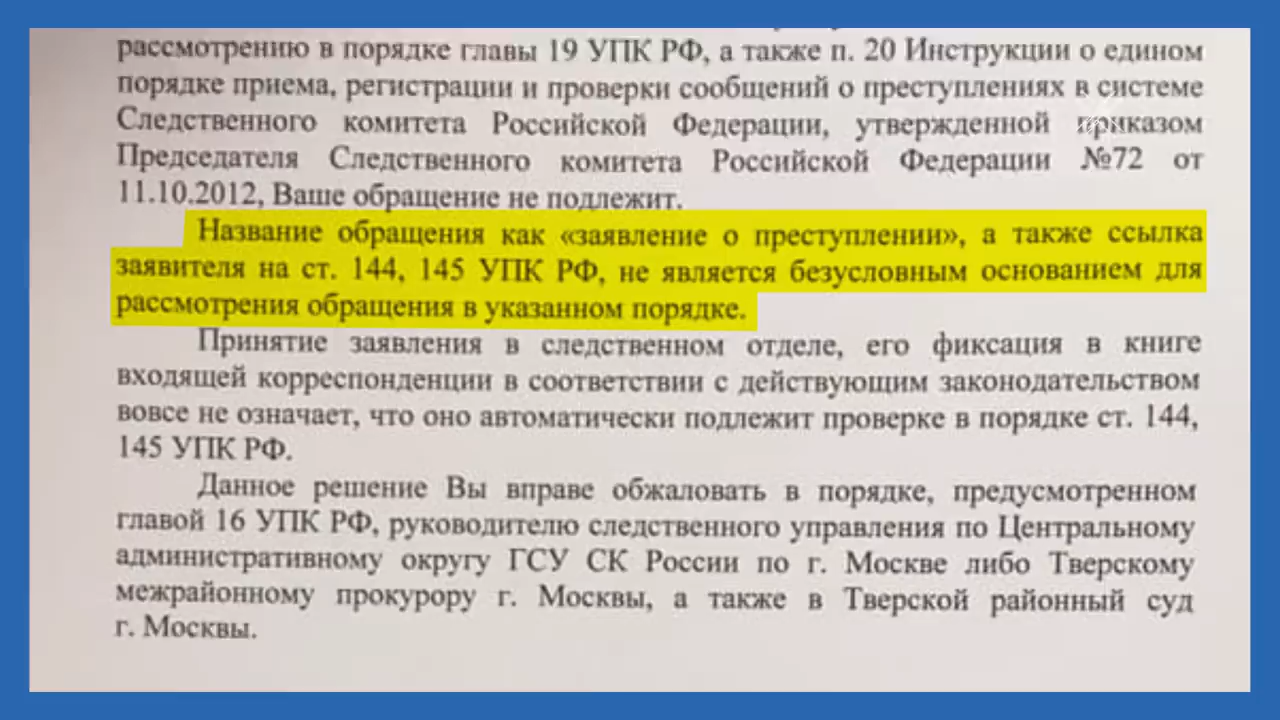 рассмотрению в порядке главы 19 УПК РФ, а также п. 20 Инструкции о едином
порядке приема, регистрации и проверки сообщений о преступлениях в системе
Следственного комитета Российской Федерации, утвержденной приказом
Председателя Следственного комитета Российской Федерации №72 от
11.10.2012, Ваше обращение не подлежит.
Название обращения как «заявление о преступлении», а также ссылка
заявителя на ст. 144, 145 УПК РФ, не является безусловным основанием для
рассмотрения обращения в указанном порядке.
Принятие заявления в следственном отделе, его фиксация в книге
входящей корреспонденции в соответствии с действующим законодательством
вовсе не означает, что оно автоматически подлежит проверке в порядке ст. 144,
145 УПК РФ.
Данное решение Вы вправе обжаловать в порядке, предусмотренном
главой 16 УПК РФ, руководителю следственного управления по Центральному
административному округу ГСУ СК России по г. Москве либо Тверскому
межрайонному прокурору г. Москвы, а также в Тверской районный суд
г. Москвы.